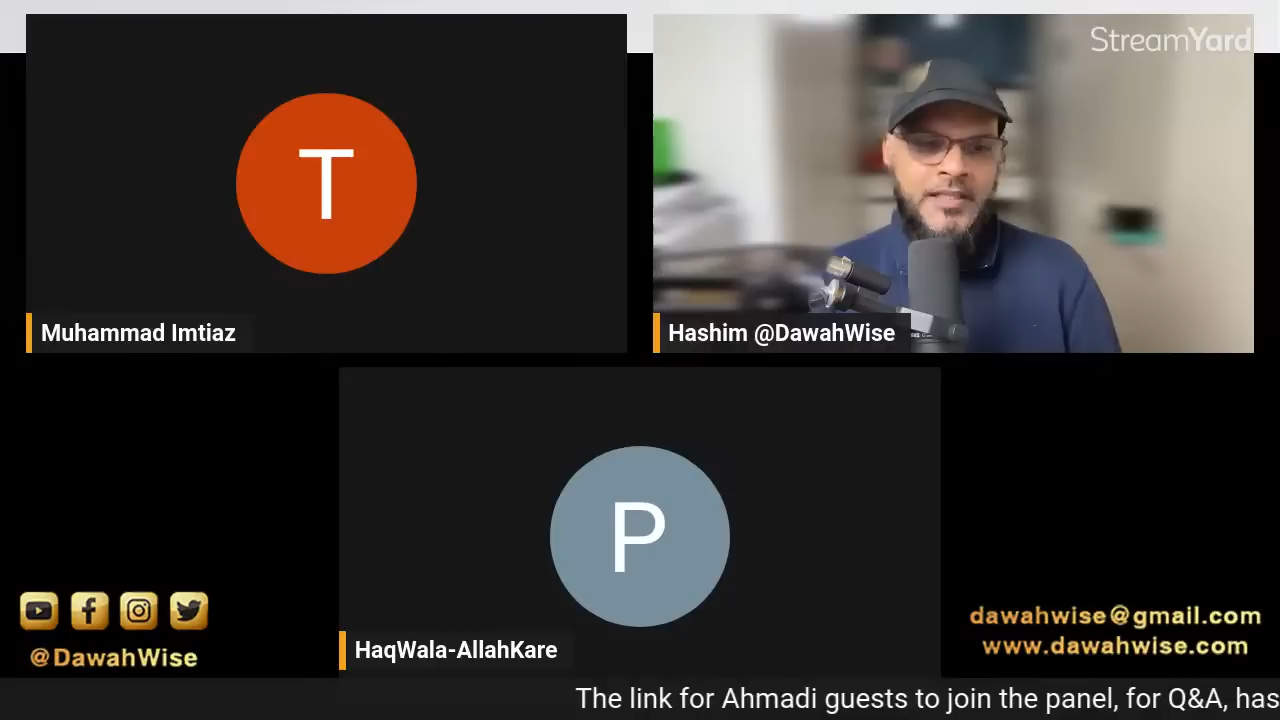 StreamYard
T
Muhammad Imtiaz
Hashim @DawahWise
P
HaqWala-AllahKare
@DawahWise
dawahwise@gmail.com
www.dawahwise.com
The link for Ahmadi guests to join the panel, for Q&A, has